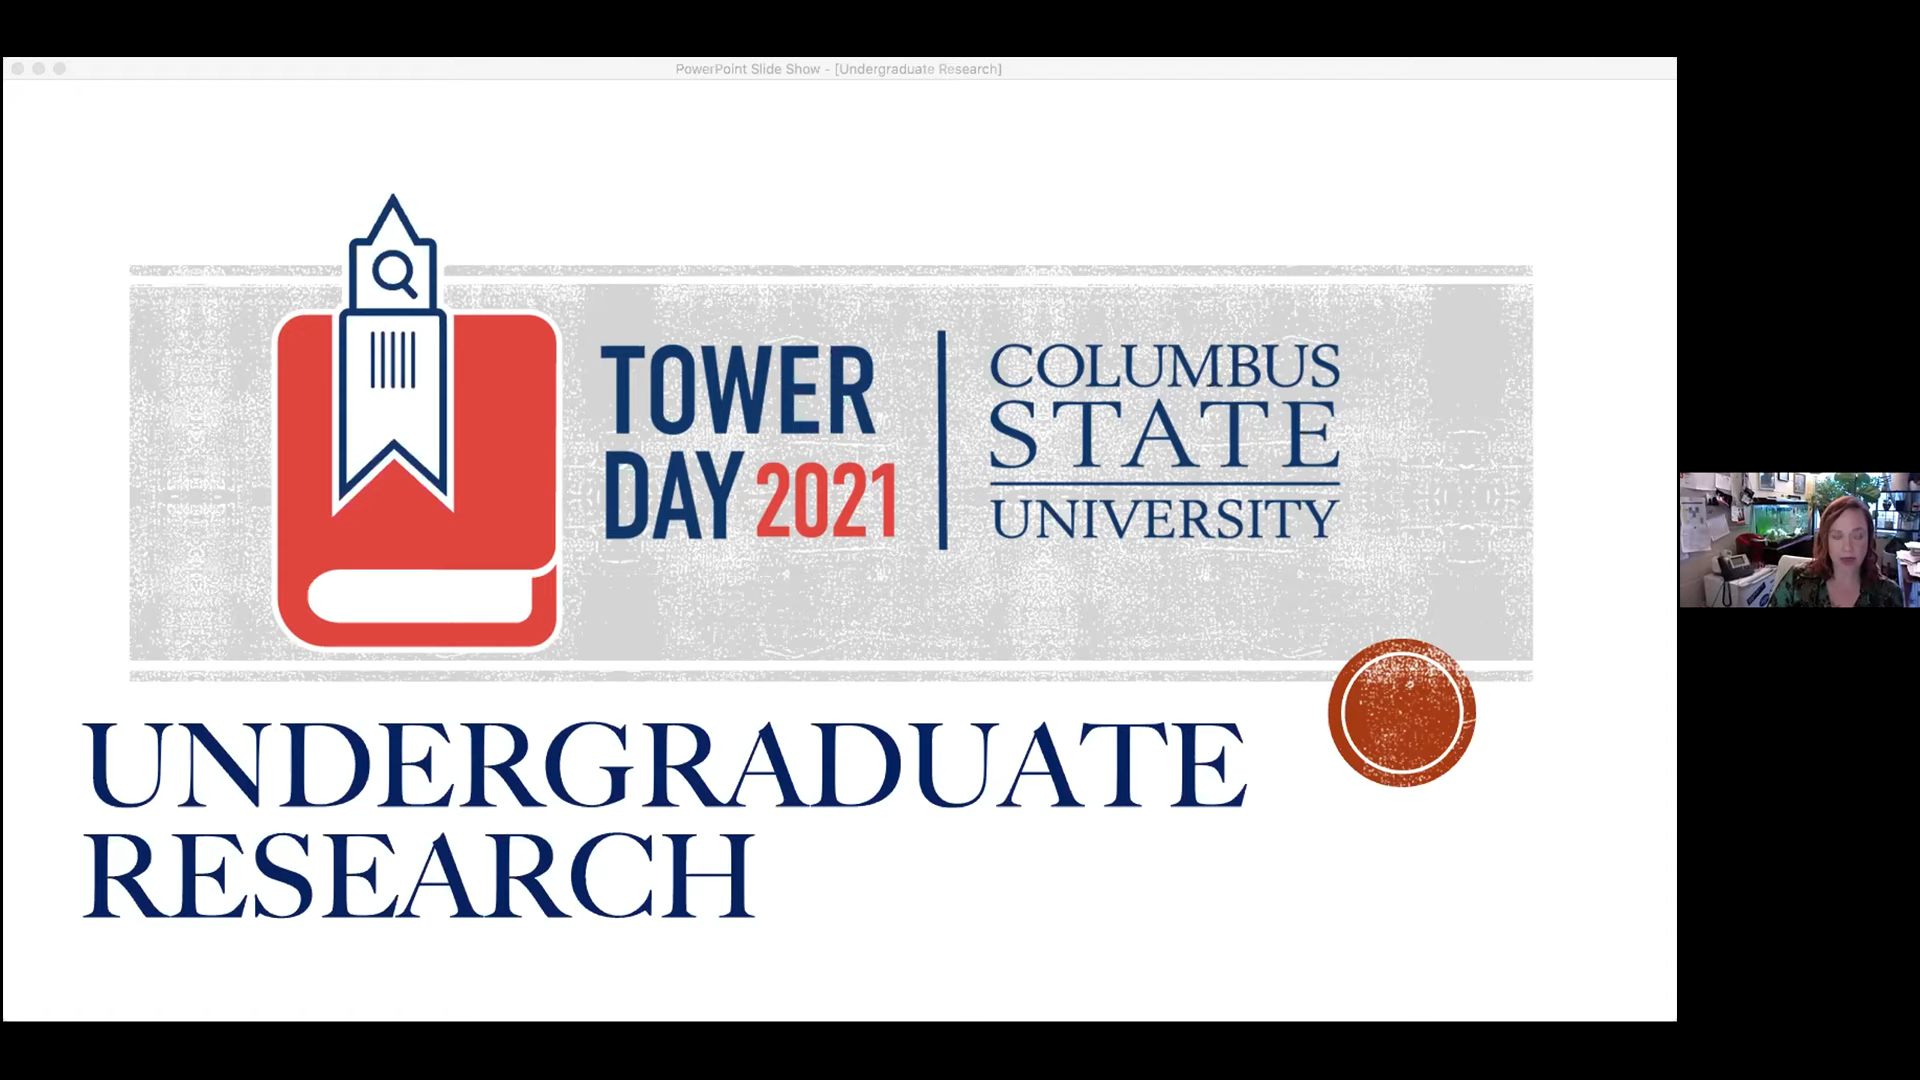 PowerPoint Slide Show - [Undergraduate Research]
TOWER
DAY 2021
COLUMBUS
STATE
UNIVERSITY
UNDERGRADUATE
RESEARCH